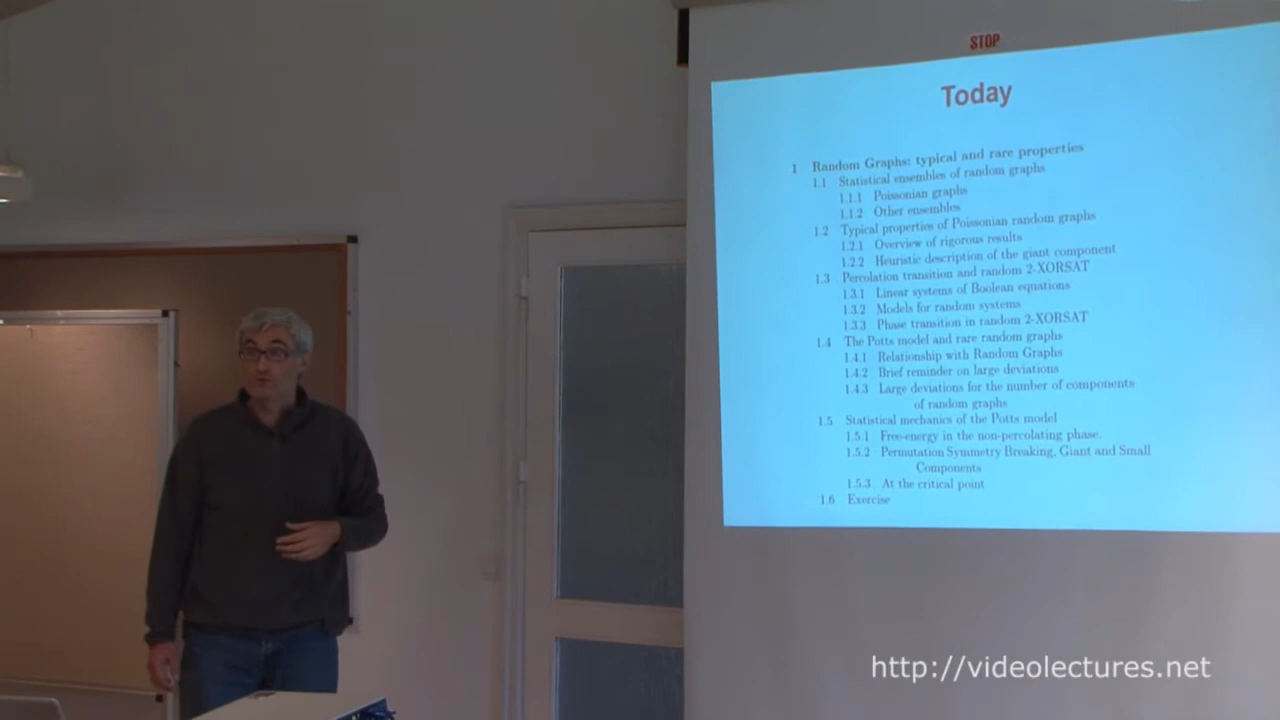 STOP
Today
1 Random Graphs: typical and rare properties
1.1 Statistical ensembles of random graphs
1.1.1 Poissonian graphs
1.1.2 Other ensembles
1.2 Typical properties of Poissonian random graphs
1.2.1 Overview of rigorous results
1.2.2 Heuristic description of the giant component
1.3 Percolation transition and random 2-XORSAT
1.3.1 Linear systems of Boolean equations
1.3.2 Models for random systems
1.3.3 Phase transition in random 2-XORSAT
1.4 The Potts model and rare random graphs
1.4.1 Relationship with Random Graphs
1.4.2 Brief reminder on large deviations
1.4.3 Large deviations for the number of components
of random graphs
1.5 Statistical mechanics of the Potts model
1.5.1 Free-energy in the non-percolating phase.
1.5.2 Permutation Symmetry Breaking, Giant and Small
Components
1.5.3 At the critical point
1.6 Exercise
http://videolectures.net